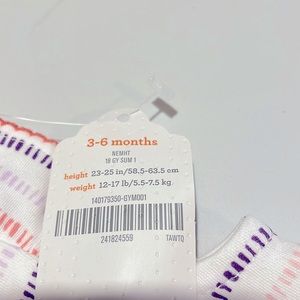 3-6 months
NEMHT
18 GY SUM 1
height 23-25 in/58.5-63.5 cm
weight 12-17 lb/5.5-7.5 kg
140179350-GYM001
241824559
TAWTQ